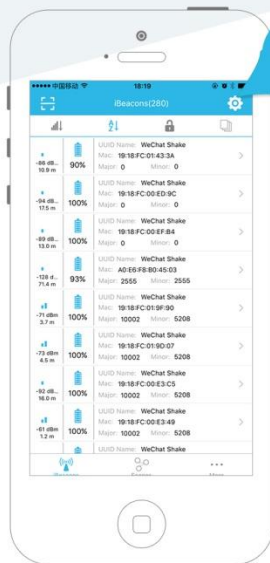 中国移动 18:19
iBeacons(280)
UUID Name: WeChat Shake
-86 dB... 90% Mac: 19:18:FC:01:43:3A
10.9 m Major: 0 Minor: 0
UUID Name: WeChat Shake
-94 dB... 100% Mac: 19:18:FC:00:ED:9C
17.5 m Major: 0 Minor: 0
UUID Name: WeChat Shake
-89 dB... 100% Mac: 19:18:FC:00:EF:B4
13.0 m Major: 0 Minor: 0
UUID Name: WeChat Shake
-126 d... 93% Mac: A0:E6:F8:B0:45:03
71.4 m Major: 2555 Minor: 2555
UUID Name: WeChat Shake
-71 dBm 100% Mac: 19:18:FC:01:9F:90
3.7 m Major: 10002 Minor: 5208
UUID Name: WeChat Shake
-73 dBm 100% Mac: 19:18:FC:01:9D:07
4.5 m Major: 10002 Minor: 5208
UUID Name: WeChat Shake
-92 dB... 100% Mac: 19:18:FC:00:E3:C5
16.0 m Major: 10002 Minor: 5208
UUID Name: WeChat Shake
-61 dBm 100% Mac: 19:18:FC:00:E3:49
1.2 m Major: 10002 Minor: 5208
UUID Name: WeChat Shake